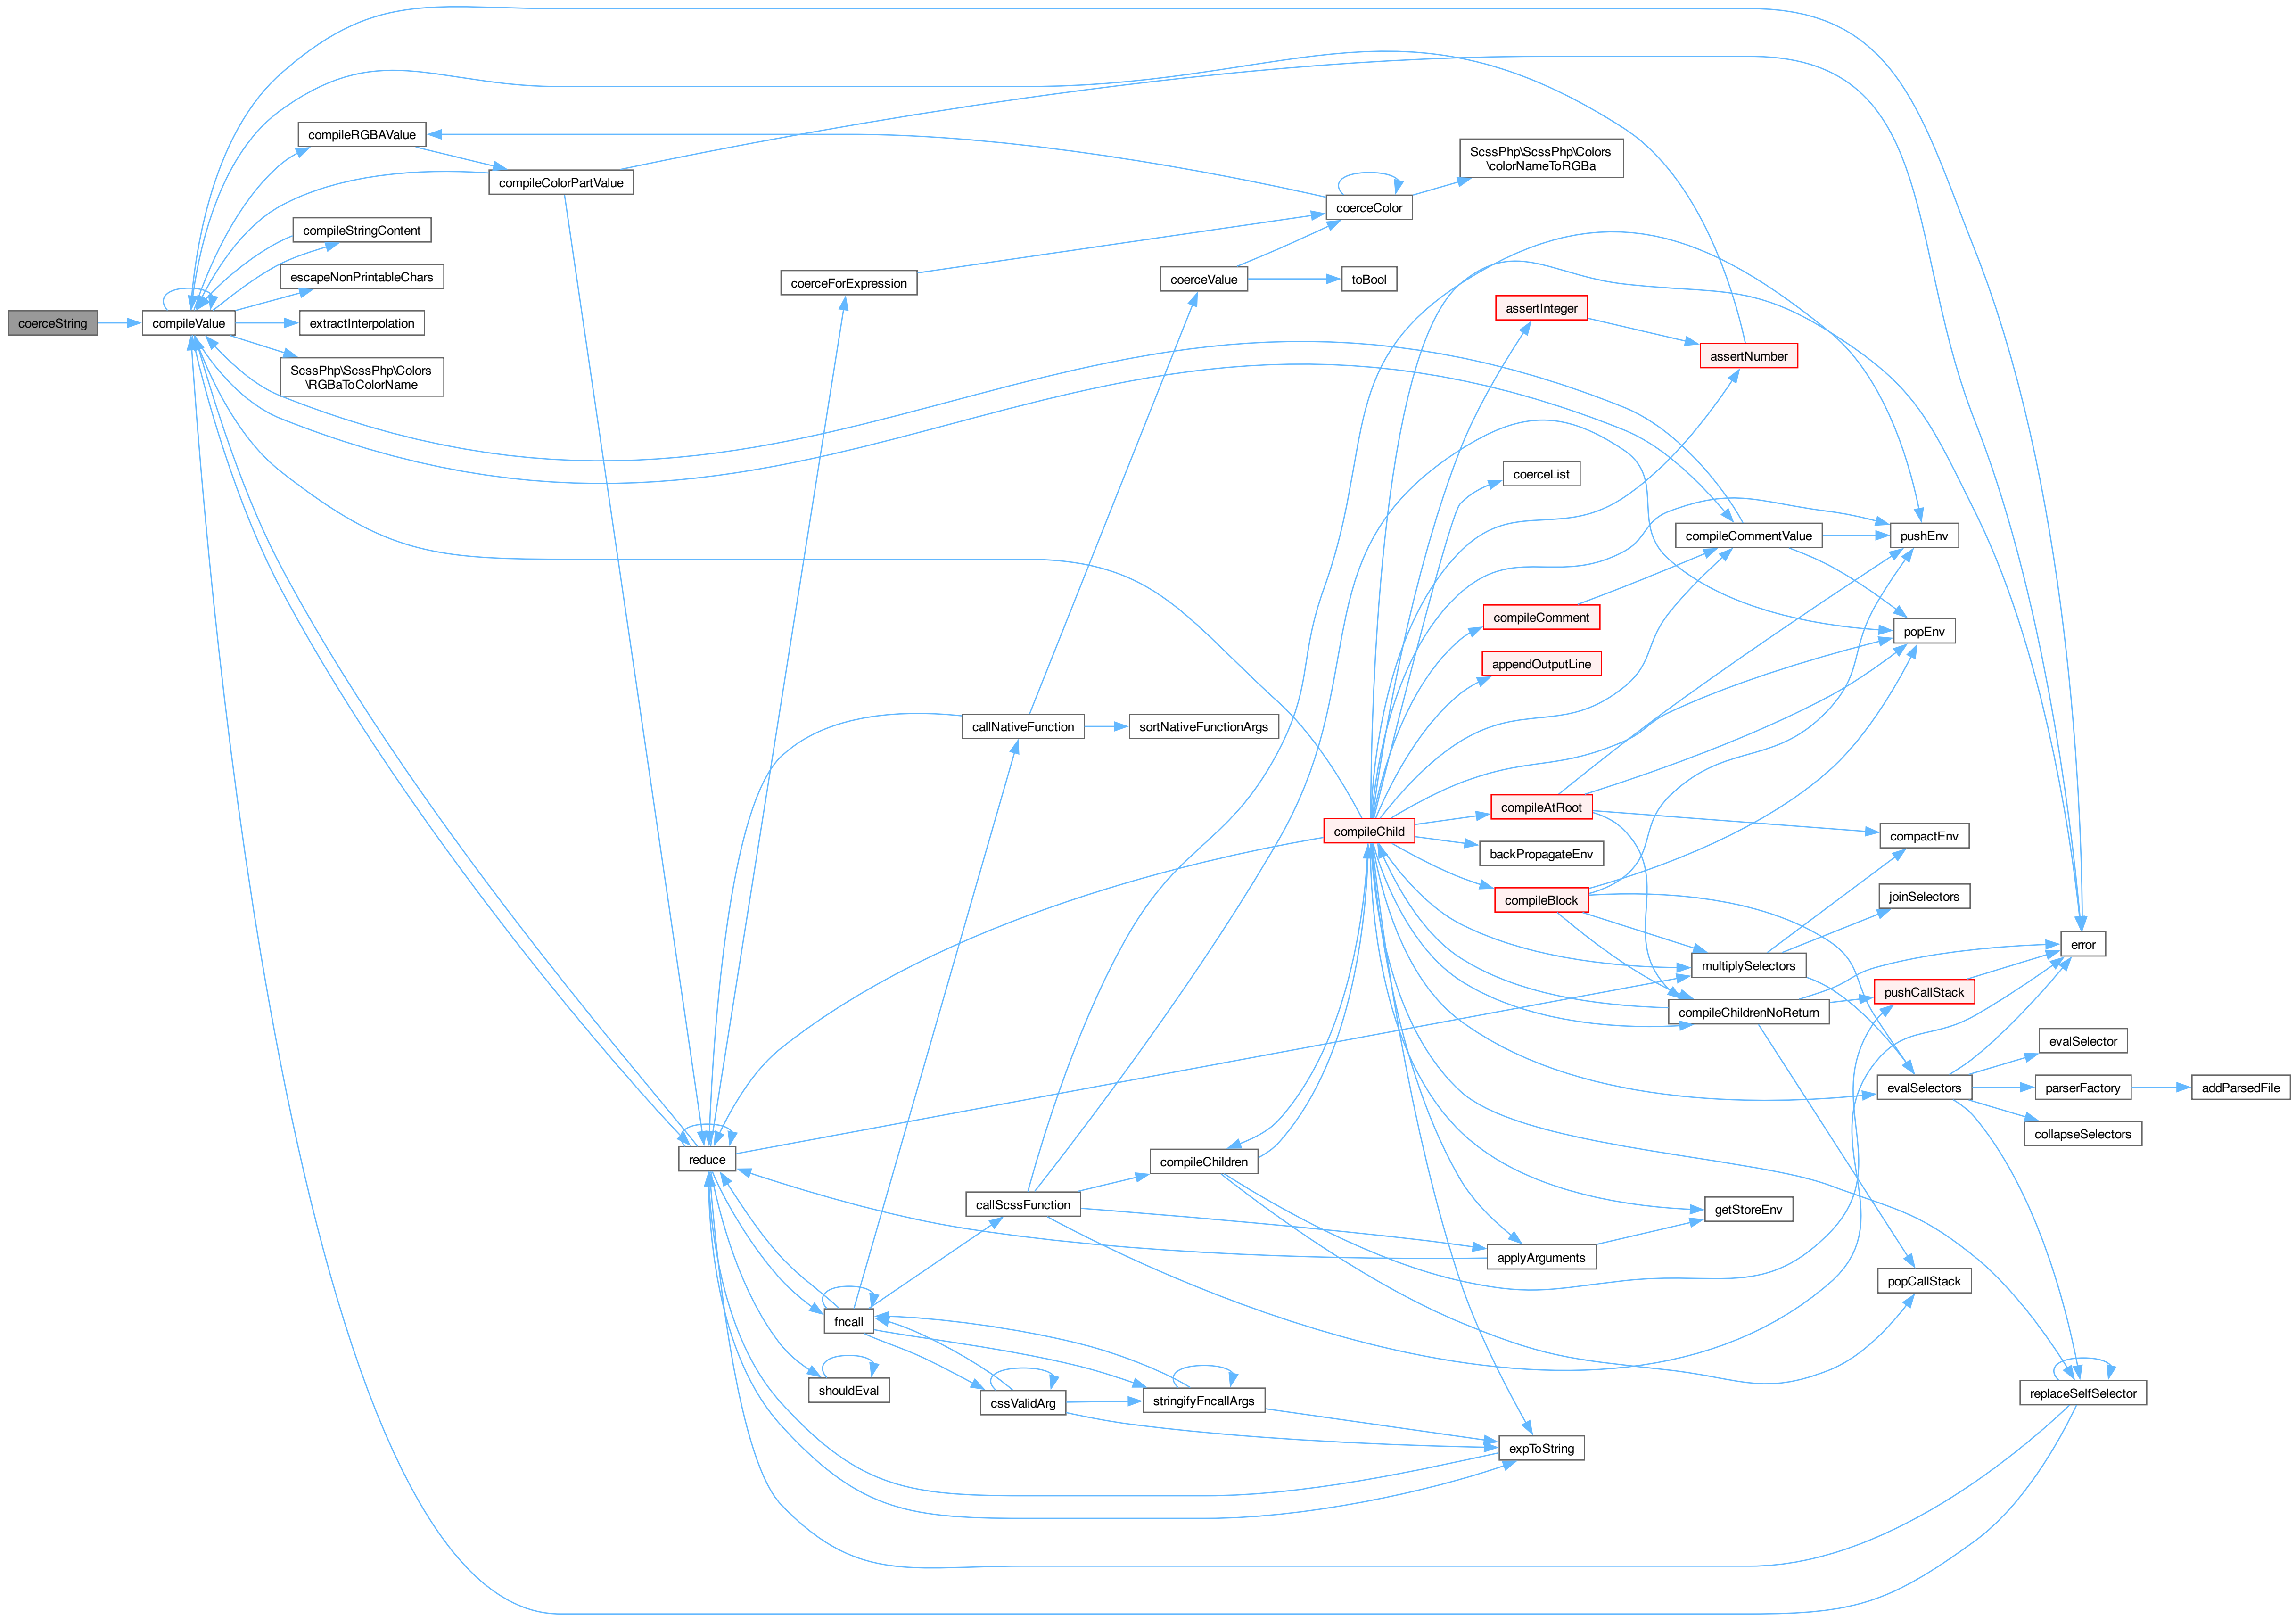 compileRGBAValue
ScssPhp\ScssPhp\Colors
\colorNameToRGBa
compileColorPartValue
coerceColor
compileStringContent
escapeNonPrintableChars
coerceForExpression
coerceValue
toBool
assertInteger
coerceString
compileValue
extractInterpolation
assertNumber
ScssPhp\ScssPhp\Colors
\RGBaToColorName
coerceList
compileCommentValue
pushEnv
compileComment
popEnv
appendOutputLine
callNativeFunction
sortNativeFunctionArgs
compileAtRoot
compileChild
compactEnv
backPropagateEnv
compileBlock
joinSelectors
error
multiplySelectors
pushCallStack
compileChildrenNoReturn
evalSelector
evalSelectors
parserFactory
addParsedFile
collapseSelectors
reduce
compileChildren
callScssFunction
getStoreEnv
applyArguments
popCallStack
fncall
shouldEval
cssValidArg
stringifyFncallArgs
replaceSelfSelector
expToString